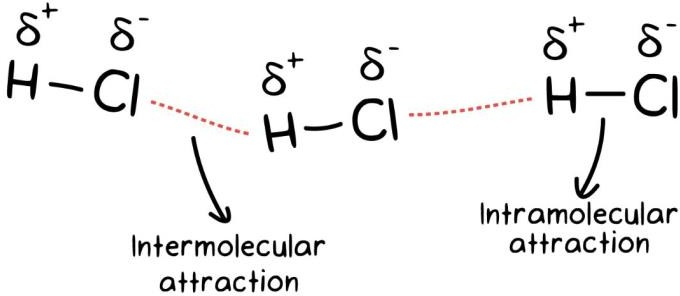 δ+ δ-
H-Cl
δ+ δ-
H-Cl
δ+ δ-
H-Cl
Intermolecular
attraction
Intramolecular
attraction